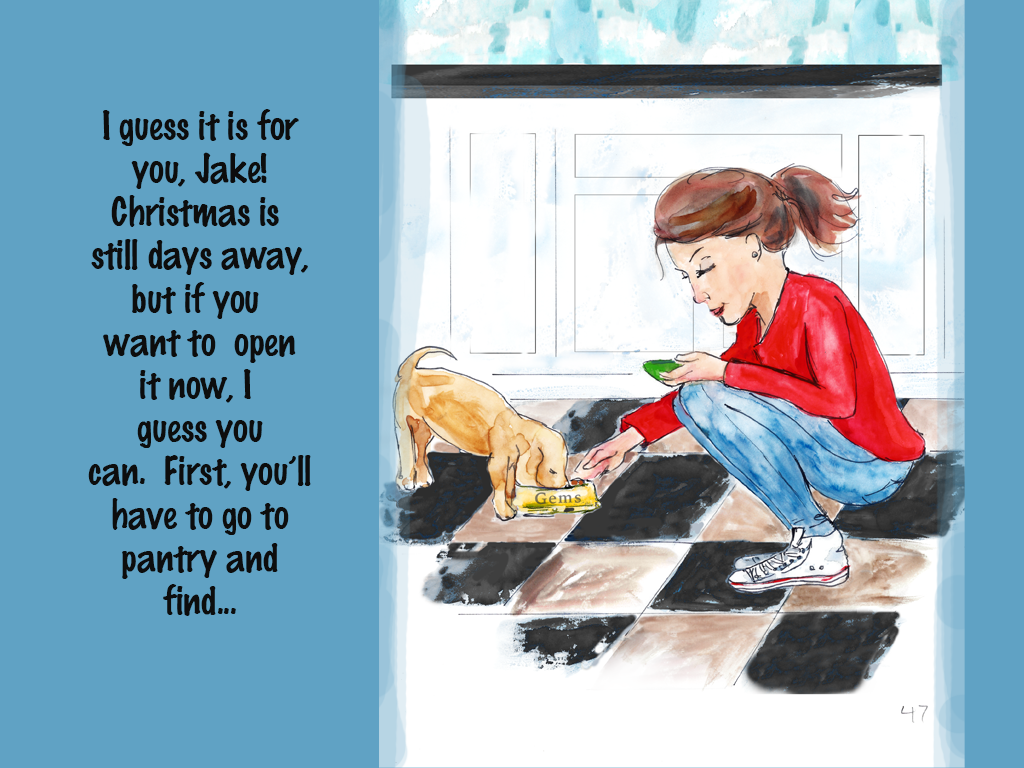 I guess it is for
you, Jake!
Christmas is
still days away,
but if you
want to  open
it now, I
guess you
can.  First, you'll
have to go to
pantry and
find...
Gems
47